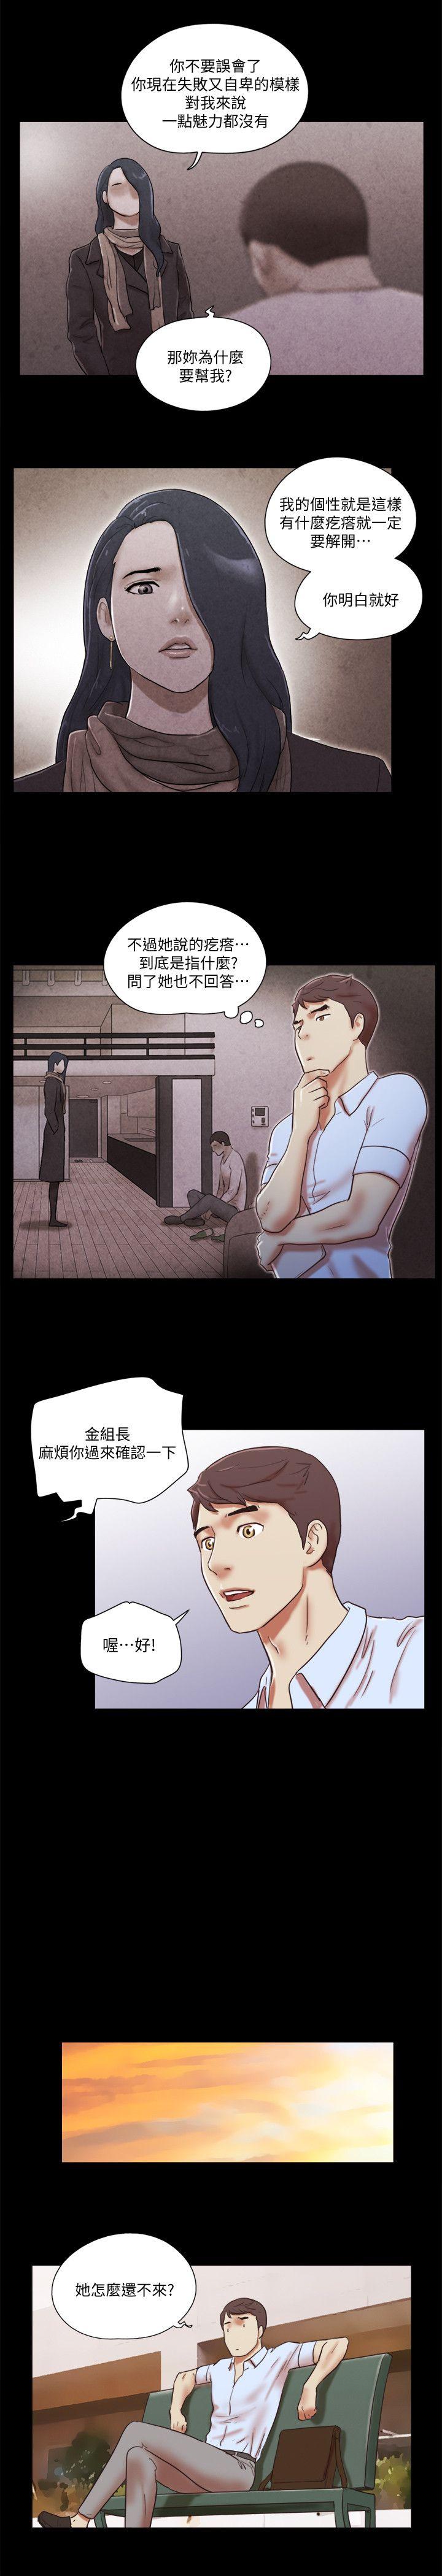 你不要誤會了
你現在失敗又自卑的模樣
對我來說
一點魅力都沒有
那妳為什麼
要幫我?
我的個性就是這樣
有什麼疙瘩就一定
要解開…
你明白就好
不過她說的疙瘩…
到底是指什麼?
問了她也不回答…
金組長
麻煩你過來確認一下
喔…好!
她怎麼還不來?